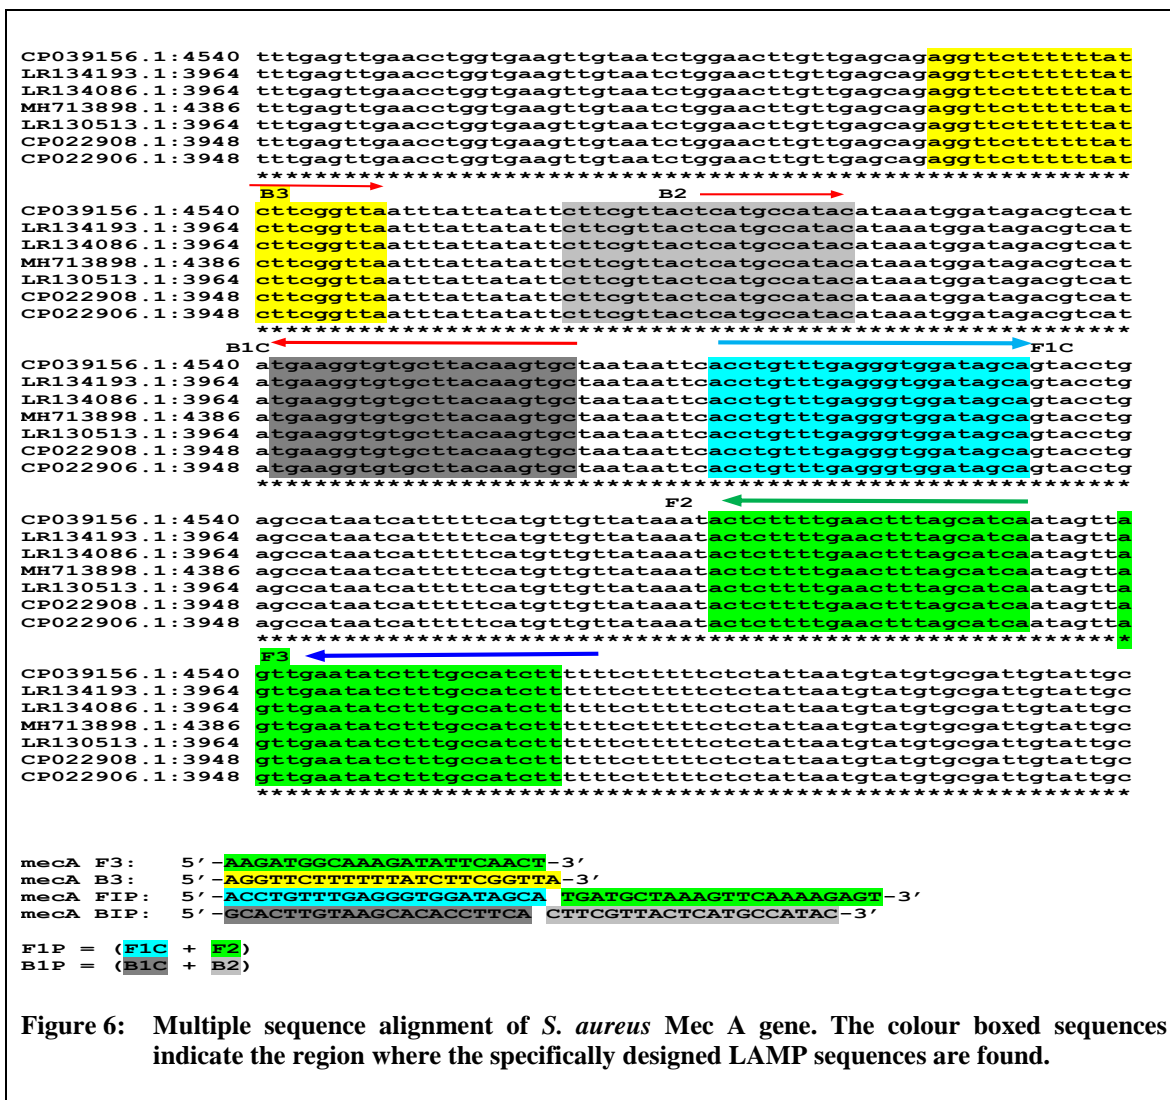 CP039156.1:4540 tttgagttgaacctggtgaagttgtaatctggaacttgttgagcagaggttcttttttat
LR134193.1:3964 tttgagttgaacctggtgaagttgtaatctggaacttgttgagcagaggttcttttttat
LR134086.1:3964 tttgagttgaacctggtgaagttgtaatctggaacttgttgagcagaggttcttttttat
MH713898.1:4386 tttgagttgaacctggtgaagttgtaatctggaacttgttgagcagaggttcttttttat
LR130513.1:3964 tttgagttgaacctggtgaagttgtaatctggaacttgttgagcagaggttcttttttat
CP022908.1:3948 tttgagttgaacctggtgaagttgtaatctggaacttgttgagcagaggttcttttttat
CP022906.1:3948 tttgagttgaacctggtgaagttgtaatctggaacttgttgagcagaggttcttttttat
************************************************************
B3 B2
CP039156.1:4540 cttcggttaatttattatattcttcgttactcatgccatacataaatggatagacgtcat
LR134193.1:3964 cttcggttaatttattatattcttcgttactcatgccatacataaatggatagacgtcat
LR134086.1:3964 cttcggttaatttattatattcttcgttactcatgccatacataaatggatagacgtcat
MH713898.1:4386 cttcggttaatttattatattcttcgttactcatgccatacataaatggatagacgtcat
LR130513.1:3964 cttcggttaatttattatattcttcgttactcatgccatacataaatggatagacgtcat
CP022908.1:3948 cttcggttaatttattatattcttcgttactcatgccatacataaatggatagacgtcat
CP022906.1:3948 cttcggttaatttattatattcttcgttactcatgccatacataaatggatagacgtcat
************************************************************
B1C F1C
CP039156.1:4540 atgaaggtgtgcttacaagtgctaataattcacctgtttgagggtggatagcagtacctg
LR134193.1:3964 atgaaggtgtgcttacaagtgctaataattcacctgtttgagggtggatagcagtacctg
LR134086.1:3964 atgaaggtgtgcttacaagtgctaataattcacctgtttgagggtggatagcagtacctg
MH713898.1:4386 atgaaggtgtgcttacaagtgctaataattcacctgtttgagggtggatagcagtacctg
LR130513.1:3964 atgaaggtgtgcttacaagtgctaataattcacctgtttgagggtggatagcagtacctg
CP022908.1:3948 atgaaggtgtgcttacaagtgctaataattcacctgtttgagggtggatagcagtacctg
CP022906.1:3948 atgaaggtgtgcttacaagtgctaataattcacctgtttgagggtggatagcagtacctg
************************************************************
F2
CP039156.1:4540 agccataatcatttttcatgttgttataaatactcttttgaactttagcatcaatagtta
LR134193.1:3964 agccataatcatttttcatgttgttataaatactcttttgaactttagcatcaatagtta
LR134086.1:3964 agccataatcatttttcatgttgttataaatactcttttgaactttagcatcaatagtta
MH713898.1:4386 agccataatcatttttcatgttgttataaatactcttttgaactttagcatcaatagtta
LR130513.1:3964 agccataatcatttttcatgttgttataaatactcttttgaactttagcatcaatagtta
CP022908.1:3948 agccataatcatttttcatgttgttataaatactcttttgaactttagcatcaatagtta
CP022906.1:3948 agccataatcatttttcatgttgttataaatactcttttgaactttagcatcaatagtta
************************************************************
F3
CP039156.1:4540 gttgaatatctttgccatcttttttctttttctctattaatgtatgtgcgattgtattgc
LR134193.1:3964 gttgaatatctttgccatcttttttctttttctctattaatgtatgtgcgattgtattgc
LR134086.1:3964 gttgaatatctttgccatcttttttctttttctctattaatgtatgtgcgattgtattgc
MH713898.1:4386 gttgaatatctttgccatcttttttctttttctctattaatgtatgtgcgattgtattgc
LR130513.1:3964 gttgaatatctttgccatcttttttctttttctctattaatgtatgtgcgattgtattgc
CP022908.1:3948 gttgaatatctttgccatcttttttctttttctctattaatgtatgtgcgattgtattgc
CP022906.1:3948 gttgaatatctttgccatcttttttctttttctctattaatgtatgtgcgattgtattgc
************************************************************
mecA F3: 5’-AAGATGGCAAAGATATTCAACT-3’
mecA B3: 5’-AGGTTCTTTTTTATCTTCGGTTA-3’
mecA FIP: 5’-ACCTGTTTGAGGGTGGATAGCA TGATGCTAAAGTTCAAAAGAGT-3’
mecA BIP: 5’-GCACTTGTAAGCACACCTTCA CTTCGTTACTCATGCCATAC-3’
F1P = (F1C + F2)
B1P = (B1C + B2)
Figure 6: Multiple sequence alignment of S. aureus Mec A gene. The colour boxed sequences
indicate the region where the specifically designed LAMP sequences are found.